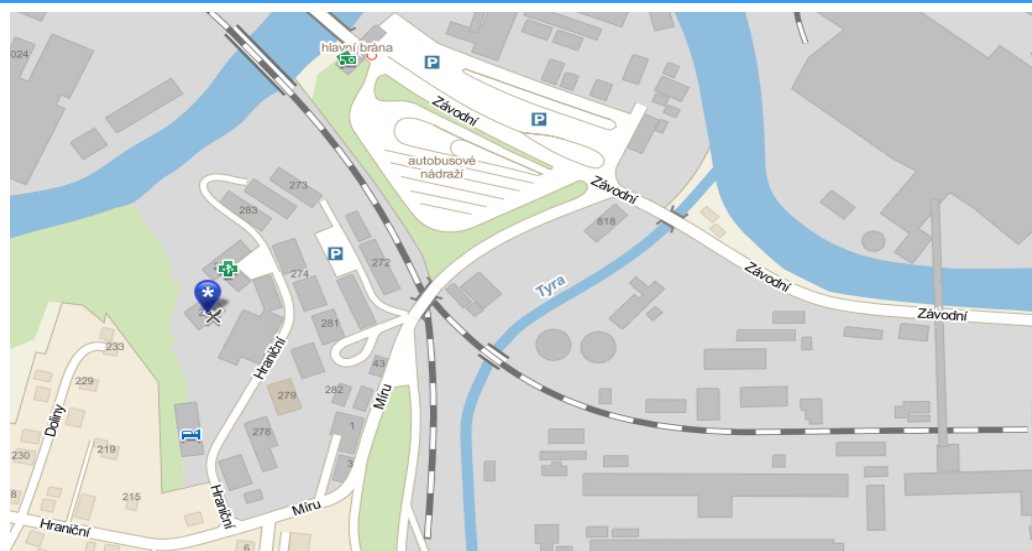 024
hlavní brána
P
P
Závodní
autobusové
nádraží
273
283
Závodní
818
P
272
274
Tyra
Závodní
Závodní
281
Hraniční
233
43
229
Míru
282
279
Doliny
1
278
219
230
3
215
8
Hraniční
Míru
Hraniční
6